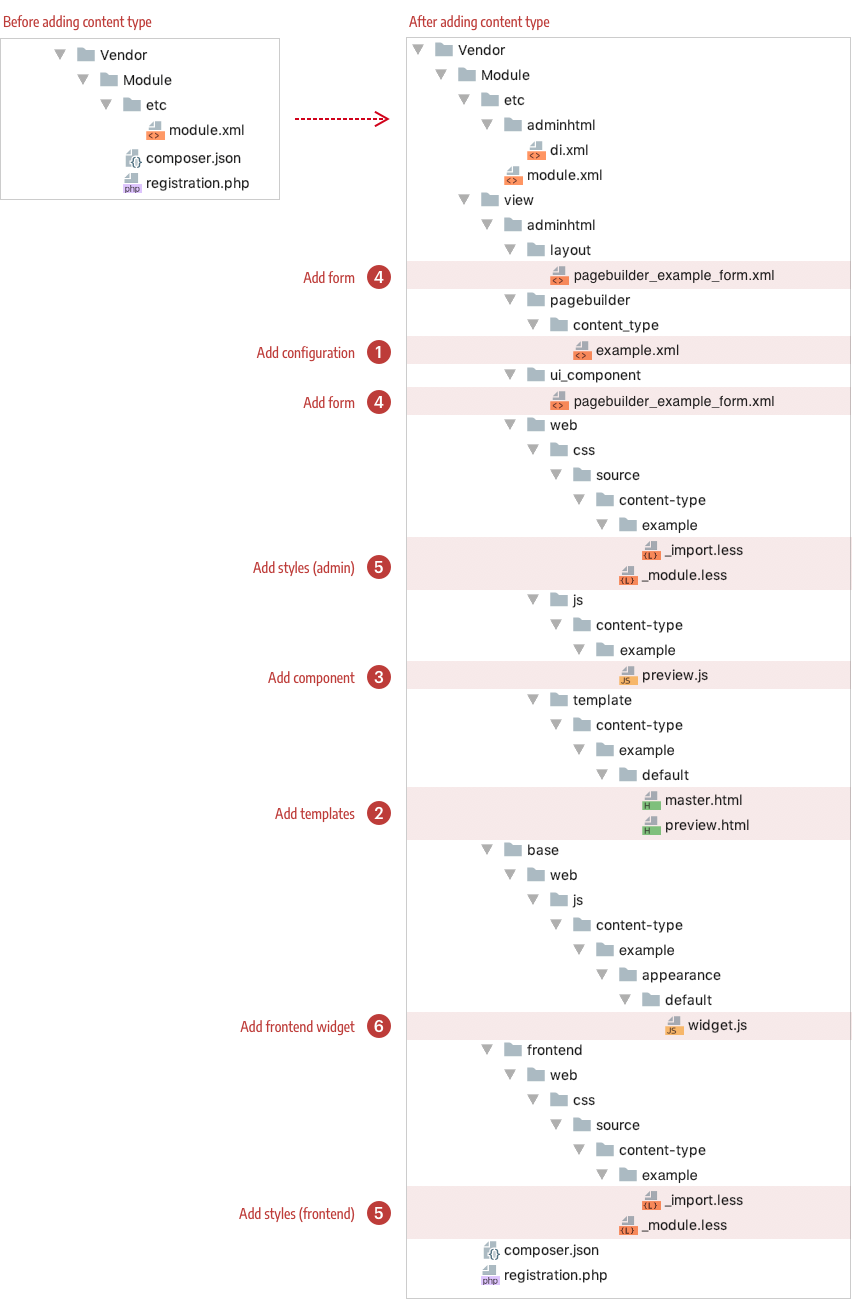 Before adding content type
Vendor
Module
etc
module.xml
composer.json
registration.php
After adding content type
Vendor
Module
etc
adminhtml
di.xml
module.xml
view
adminhtml
layout
Add form 4 pagebuilder_example_form.xml
pagebuilder
content_type
Add configuration 1 example.xml
ui_component
Add form 4 pagebuilder_example_form.xml
web
css
source
content-type
example
_import.less
Add styles (admin) 5
_module.less
js
content-type
example
Add component 3 preview.js
template
content-type
example
default
master.html
Add templates 2
preview.html
base
web
js
content-type
example
appearance
default
Add frontend widget 6 widget.js
frontend
web
css
source
content-type
example
_import.less
Add styles (frontend) 5
_module.less
composer.json
registration.php